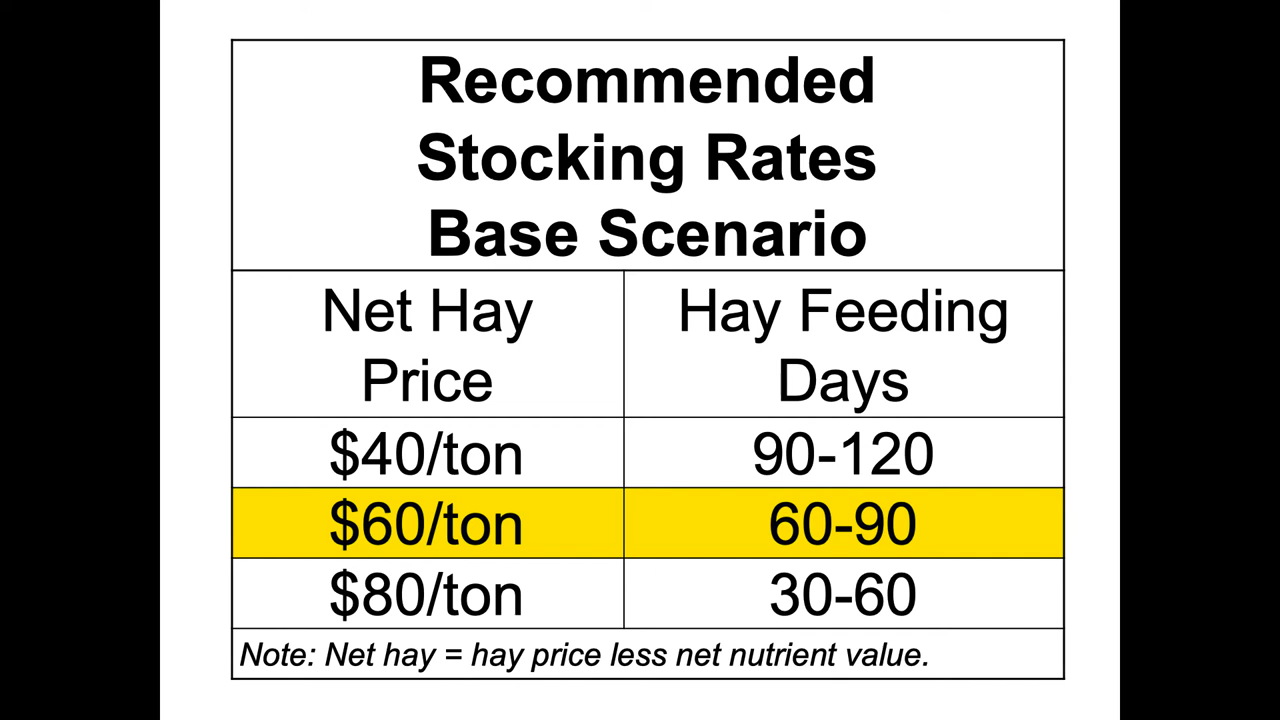 Recommended
Stocking Rates
Base Scenario
Net Hay Hay Feeding
Price Days
$40/ton 90-120
$60/ton 60-90
$80/ton 30-60
Note: Net hay = hay price less net nutrient value.